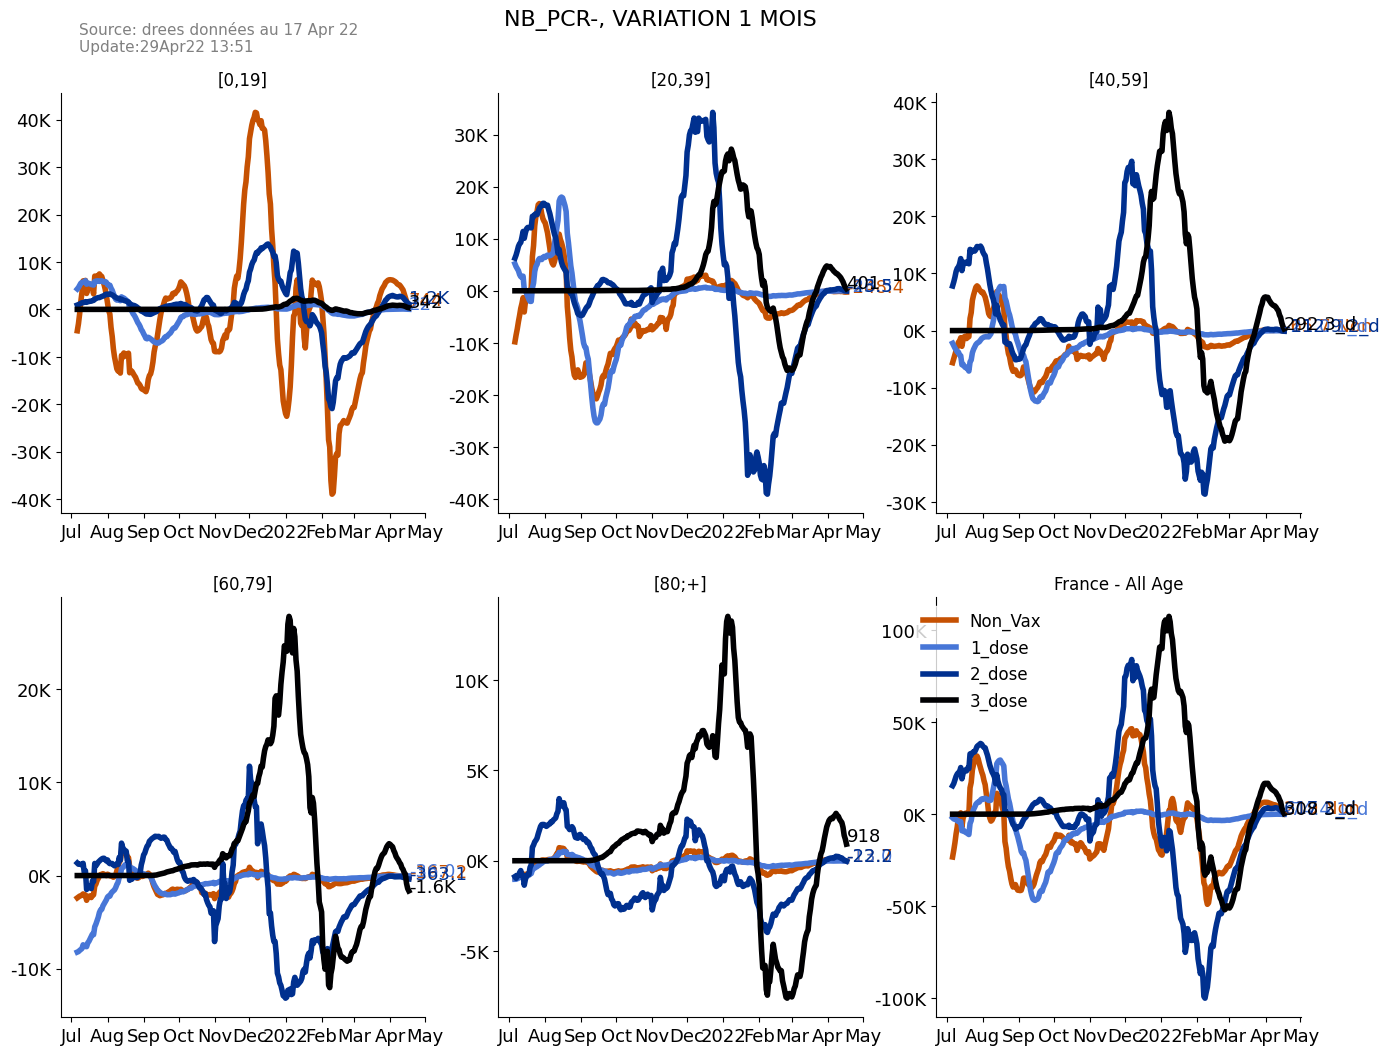 NB_PCR-, VARIATION 1 MOIS
Source: drees données au 17 Apr 22
Update:29Apr22 13:51
[0,19]
40K
30K
20K
10K
0K
-10K
-20K
-30K
-40K
1.2K
342
Jul Aug Sep Oct Nov Dec 2022 Feb Mar Apr May
[20,39]
30K
20K
10K
0K
-10K
-20K
-30K
-40K
401
Jul Aug Sep Oct Nov Dec 2022 Feb Mar Apr May
[40,59]
40K
30K
20K
10K
0K
-10K
-20K
-30K
292 3_d
Jul Aug Sep Oct Nov Dec 2022 Feb Mar Apr May
[60,79]
20K
10K
0K
-10K
-363.1
-1.6K
Jul Aug Sep Oct Nov Dec 2022 Feb Mar Apr May
[80;+]
10K
5K
0K
-5K
918
Jul Aug Sep Oct Nov Dec 2022 Feb Mar Apr May
France - All Age
100K
50K
0K
-50K
-100K
Non_Vax
1_dose
2_dose
3_dose
Jul Aug Sep Oct Nov Dec 2022 Feb Mar Apr May